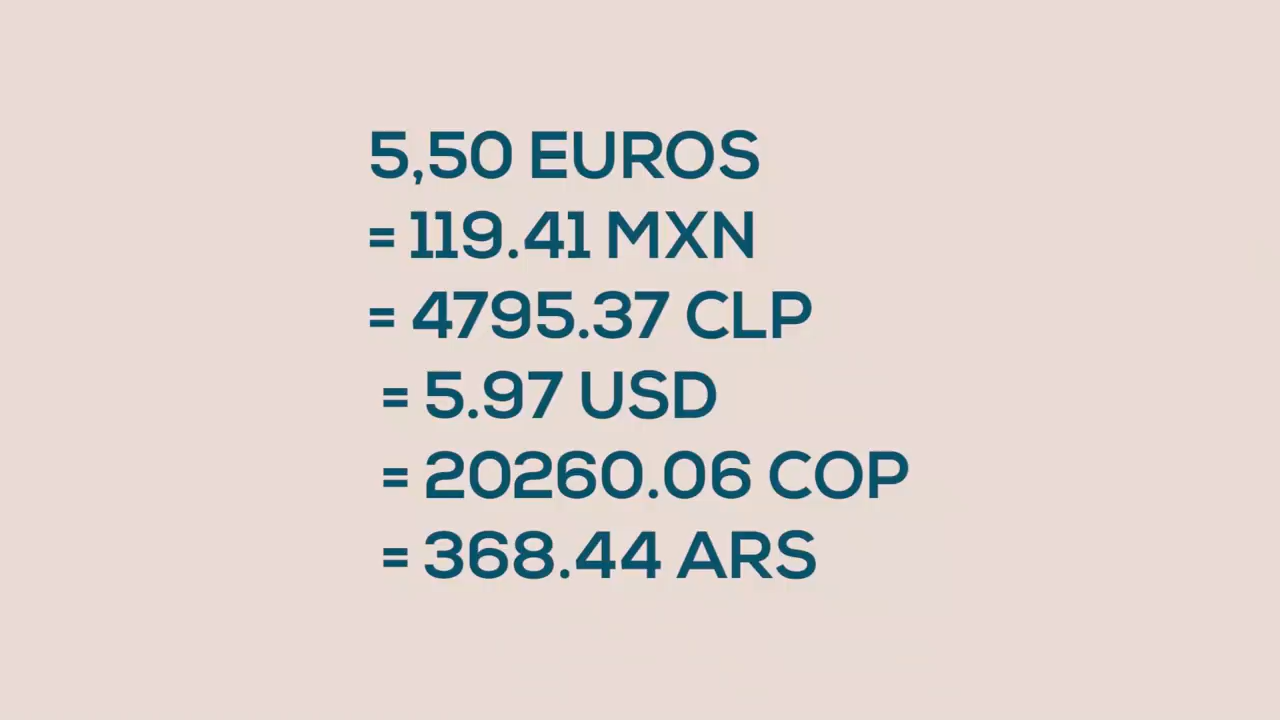 5,50 EUROS
= 119.41 MXN
= 4795.37 CLP
= 5.97 USD
= 20260.06 COP
= 368.44 ARS